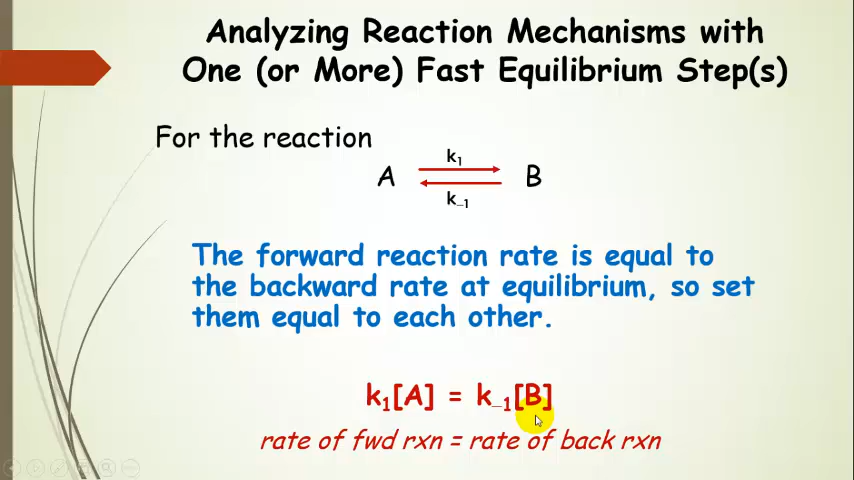 Analyzing Reaction Mechanisms with
One (or More) Fast Equilibrium Step(s)
For the reaction
k₁
A B
k₋₁
The forward reaction rate is equal to
the backward rate at equilibrium, so set
them equal to each other.
k₁[A] = k₋₁[B]
rate of fwd rxn = rate of back rxn